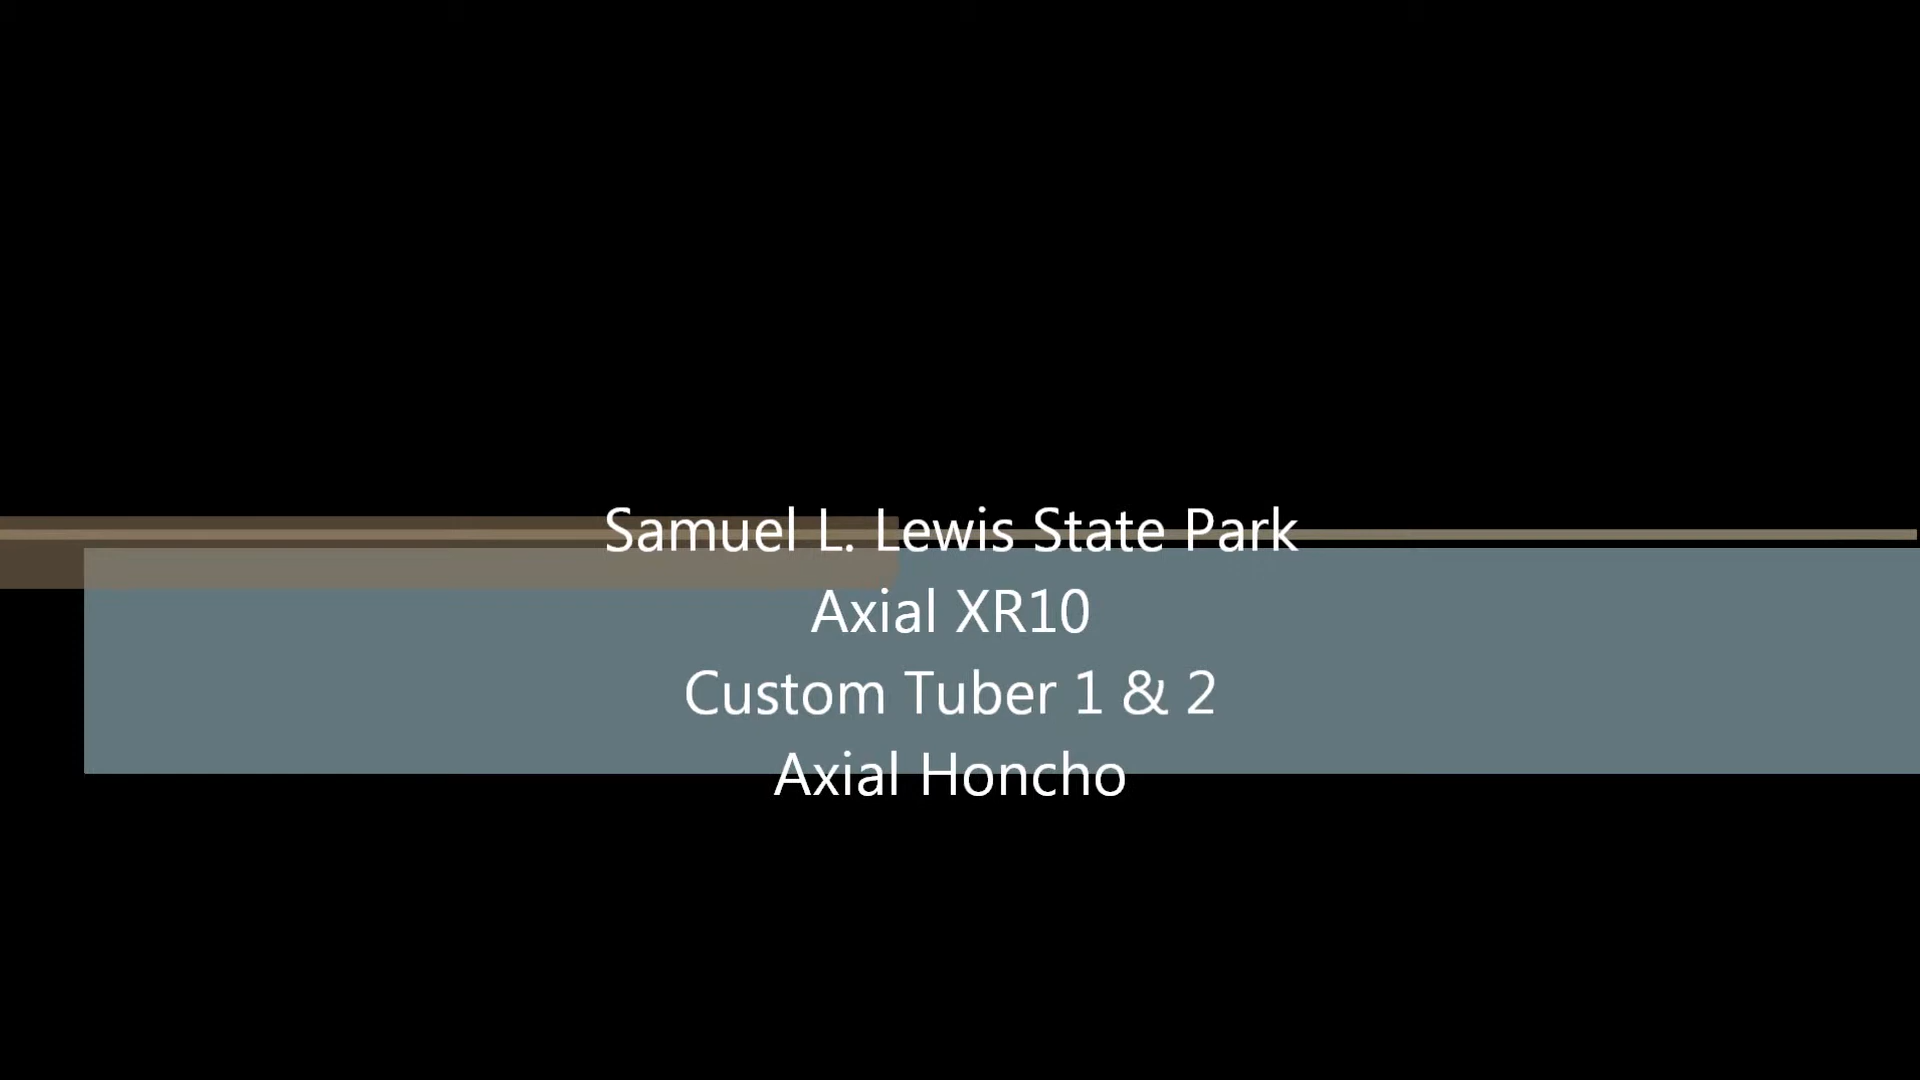 Samuel L. Lewis State Park
Axial XR10
Custom Tuber 1 & 2
Axial Honcho